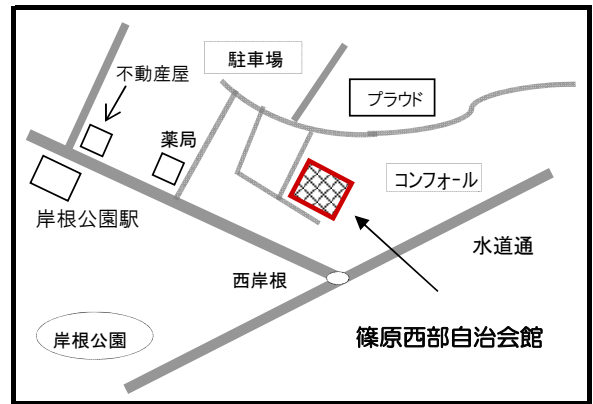 駐車場
不動産屋
プラウド
薬局
コンフォール
岸根公園駅
水道通
西岸根
岸根公園
篠原西部自治会館